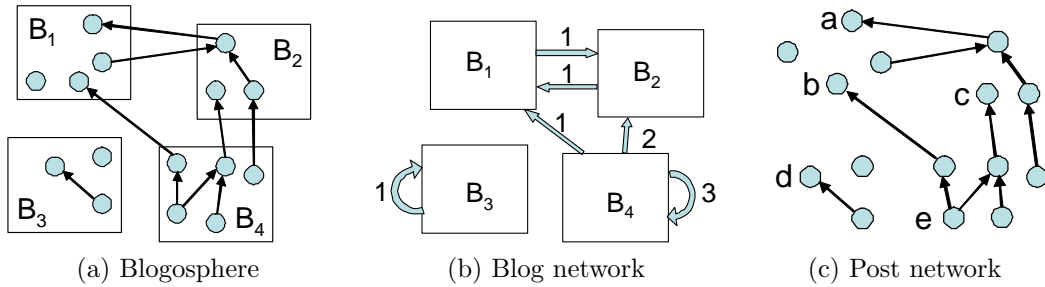 B1
B2
B3
B4
(a) Blogosphere
B1
B2
B3
B4
1
1
1
2
1
3
(b) Blog network
a
b
c
d
e
(c) Post network